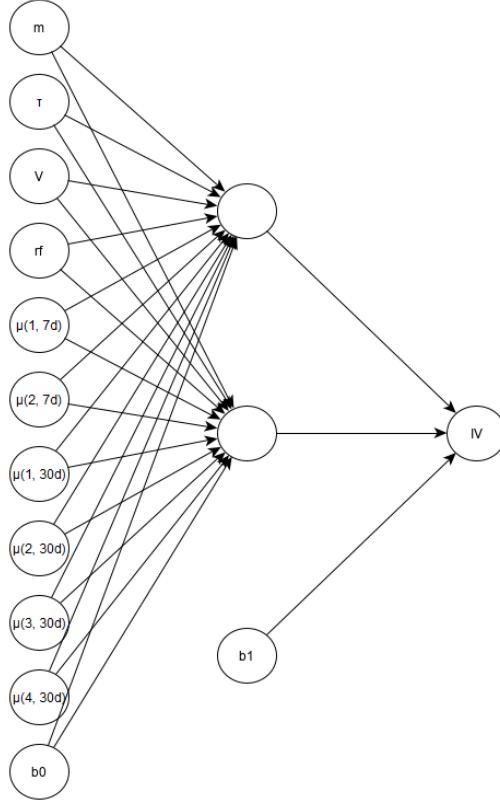 m
τ
V
rf
μ(1, 7d)
μ(2, 7d)
μ(1, 30d)
μ(2, 30d)
μ(3, 30d)
μ(4, 30d)
b0
b1
IV